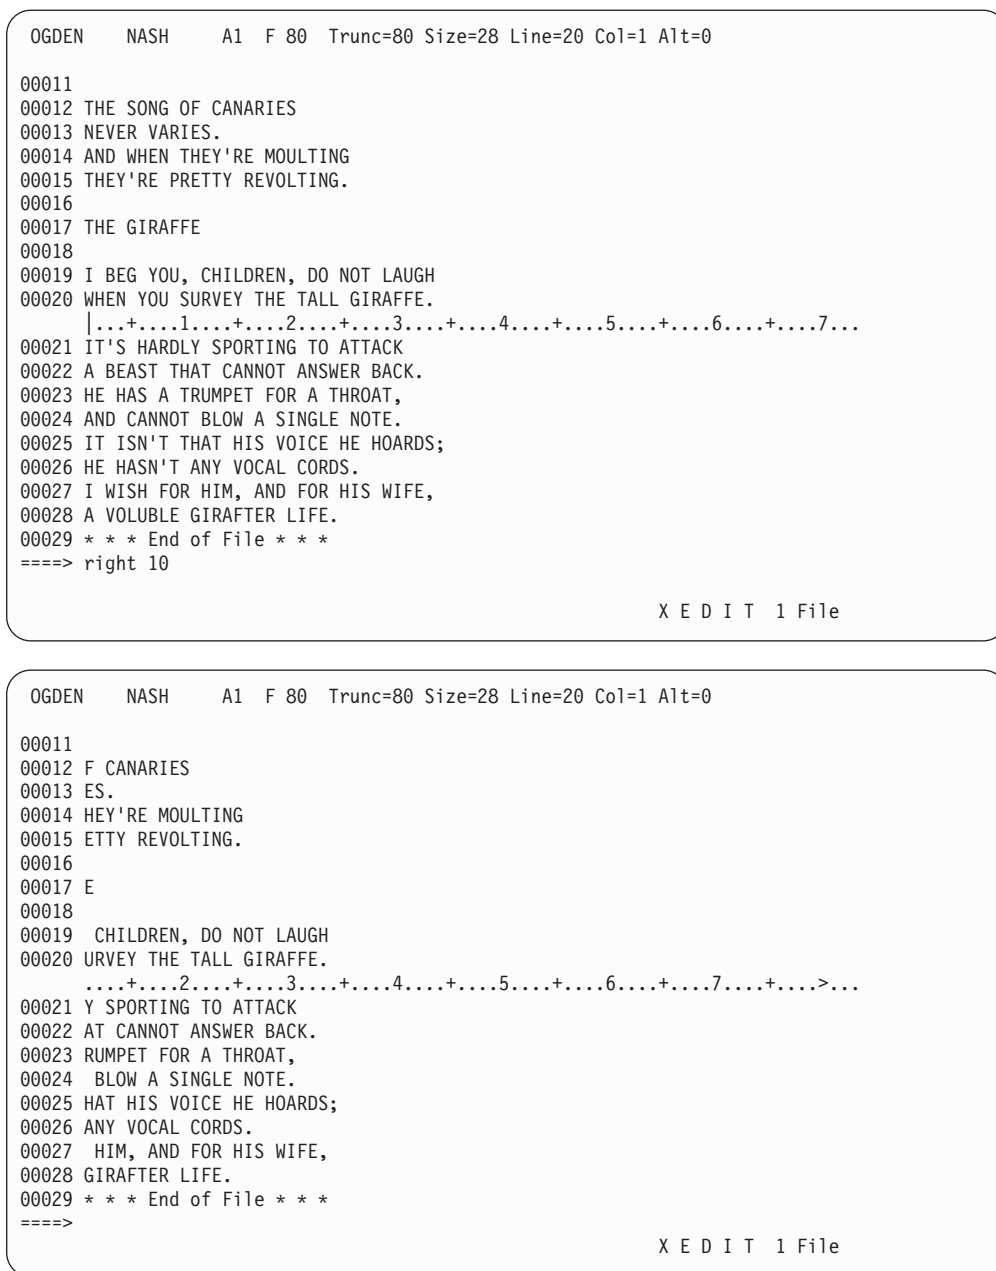 OGDEN    NASH     A1  F 80  Trunc=80 Size=28 Line=20 Col=1 Alt=0
00011
00012 THE SONG OF CANARIES
00013 NEVER VARIES.
00014 AND WHEN THEY'RE MOULTING
00015 THEY'RE PRETTY REVOLTING.
00016
00017 THE GIRAFFE
00018
00019 I BEG YOU, CHILDREN, DO NOT LAUGH
00020 WHEN YOU SURVEY THE TALL GIRAFFE.
|...+....1....+....2....+....3....+....4....+....5....+....6....+....7...
00021 IT'S HARDLY SPORTING TO ATTACK
00022 A BEAST THAT CANNOT ANSWER BACK.
00023 HE HAS A TRUMPET FOR A THROAT,
00024 AND CANNOT BLOW A SINGLE NOTE.
00025 IT ISN'T THAT HIS VOICE HE HOARDS;
00026 HE HASN'T ANY VOCAL CORDS.
00027 I WISH FOR HIM, AND FOR HIS WIFE,
00028 A VOLUBLE GIRAFTER LIFE.
00029 * * * End of File * * *
====> right 10
X E D I T  1 File
OGDEN    NASH     A1  F 80  Trunc=80 Size=28 Line=20 Col=1 Alt=0
00011
00012 F CANARIES
00013 ES.
00014 HEY'RE MOULTING
00015 ETTY REVOLTING.
00016
00017 E
00018
00019  CHILDREN, DO NOT LAUGH
00020 URVEY THE TALL GIRAFFE.
....+....2....+....3....+....4....+....5....+....6....+....7....+....>...
00021 Y SPORTING TO ATTACK
00022 AT CANNOT ANSWER BACK.
00023 RUMPET FOR A THROAT,
00024  BLOW A SINGLE NOTE.
00025 HAT HIS VOICE HE HOARDS;
00026 ANY VOCAL CORDS.
00027  HIM, AND FOR HIS WIFE,
00028 GIRAFTER LIFE.
00029 * * * End of File * * *
====>
X E D I T  1 File